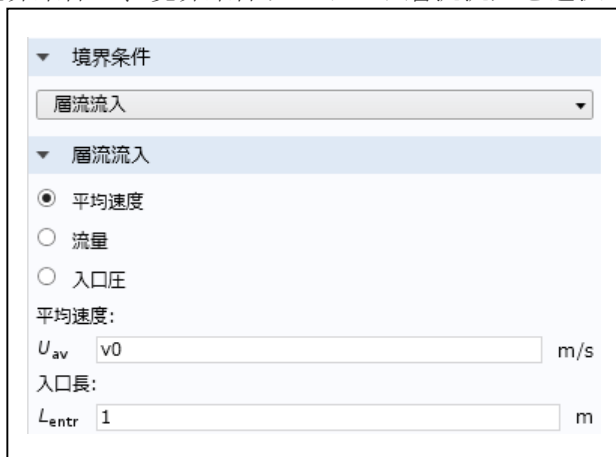 境界条件
層流流入
層流流入
平均速度
流量
入口圧
平均速度:
Uav v0 m/s
入口長:
Lentr 1 m